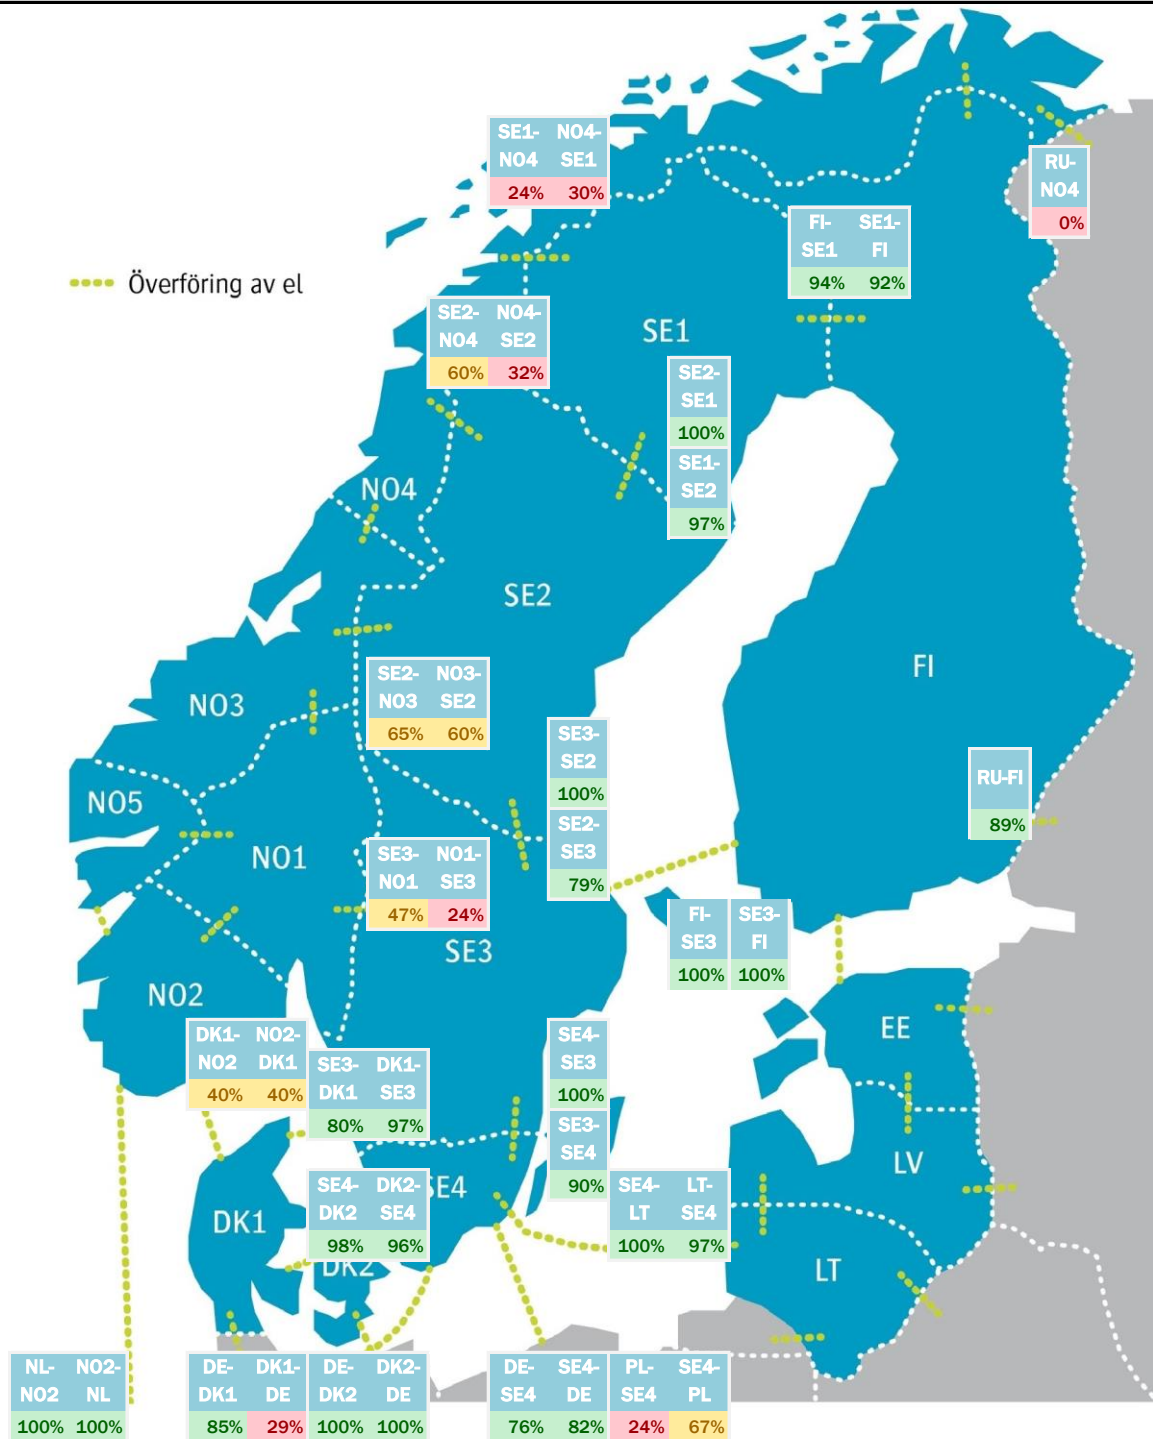 SE1- NO4-
NO4 SE1
24% 30%
RU-
NO4
0%
FI- SE1-
SE1 FI
94% 92%
Överföring av el
SE2- NO4-
NO4 SE2
60% 32%
SE1
SE2-
SE1
100%
SE1-
SE2
97%
NO4
SE2
FI
SE2- NO3-
NO3 SE2
65% 60%
NO3
SE3-
SE2
100%
SE2-
SE3
79%
RU-FI
89%
NO5
NO1
SE3- NO1-
NO1 SE3
47% 24%
SE3
FI- SE3-
SE3 FI
100% 100%
NO2
EE
DK1- NO2-
NO2 DK1
40% 40%
SE3- DK1-
DK1 SE3
80% 97%
SE4-
SE3
100%
SE3-
SE4
90%
LV
SE4- DK2-
DK2 SE4
98% 96%
SE4
SE4- LT-
LT SE4
100% 97%
DK1
DK2
LT
NL- NO2-
NO2 NL
100% 100%
DE- DK1-
DK1 DE
85% 29%
DE- DK2-
DK2 DE
100% 100%
DE- SE4-
SE4 DE
76% 82%
PL- SE4-
SE4 PL
24% 67%